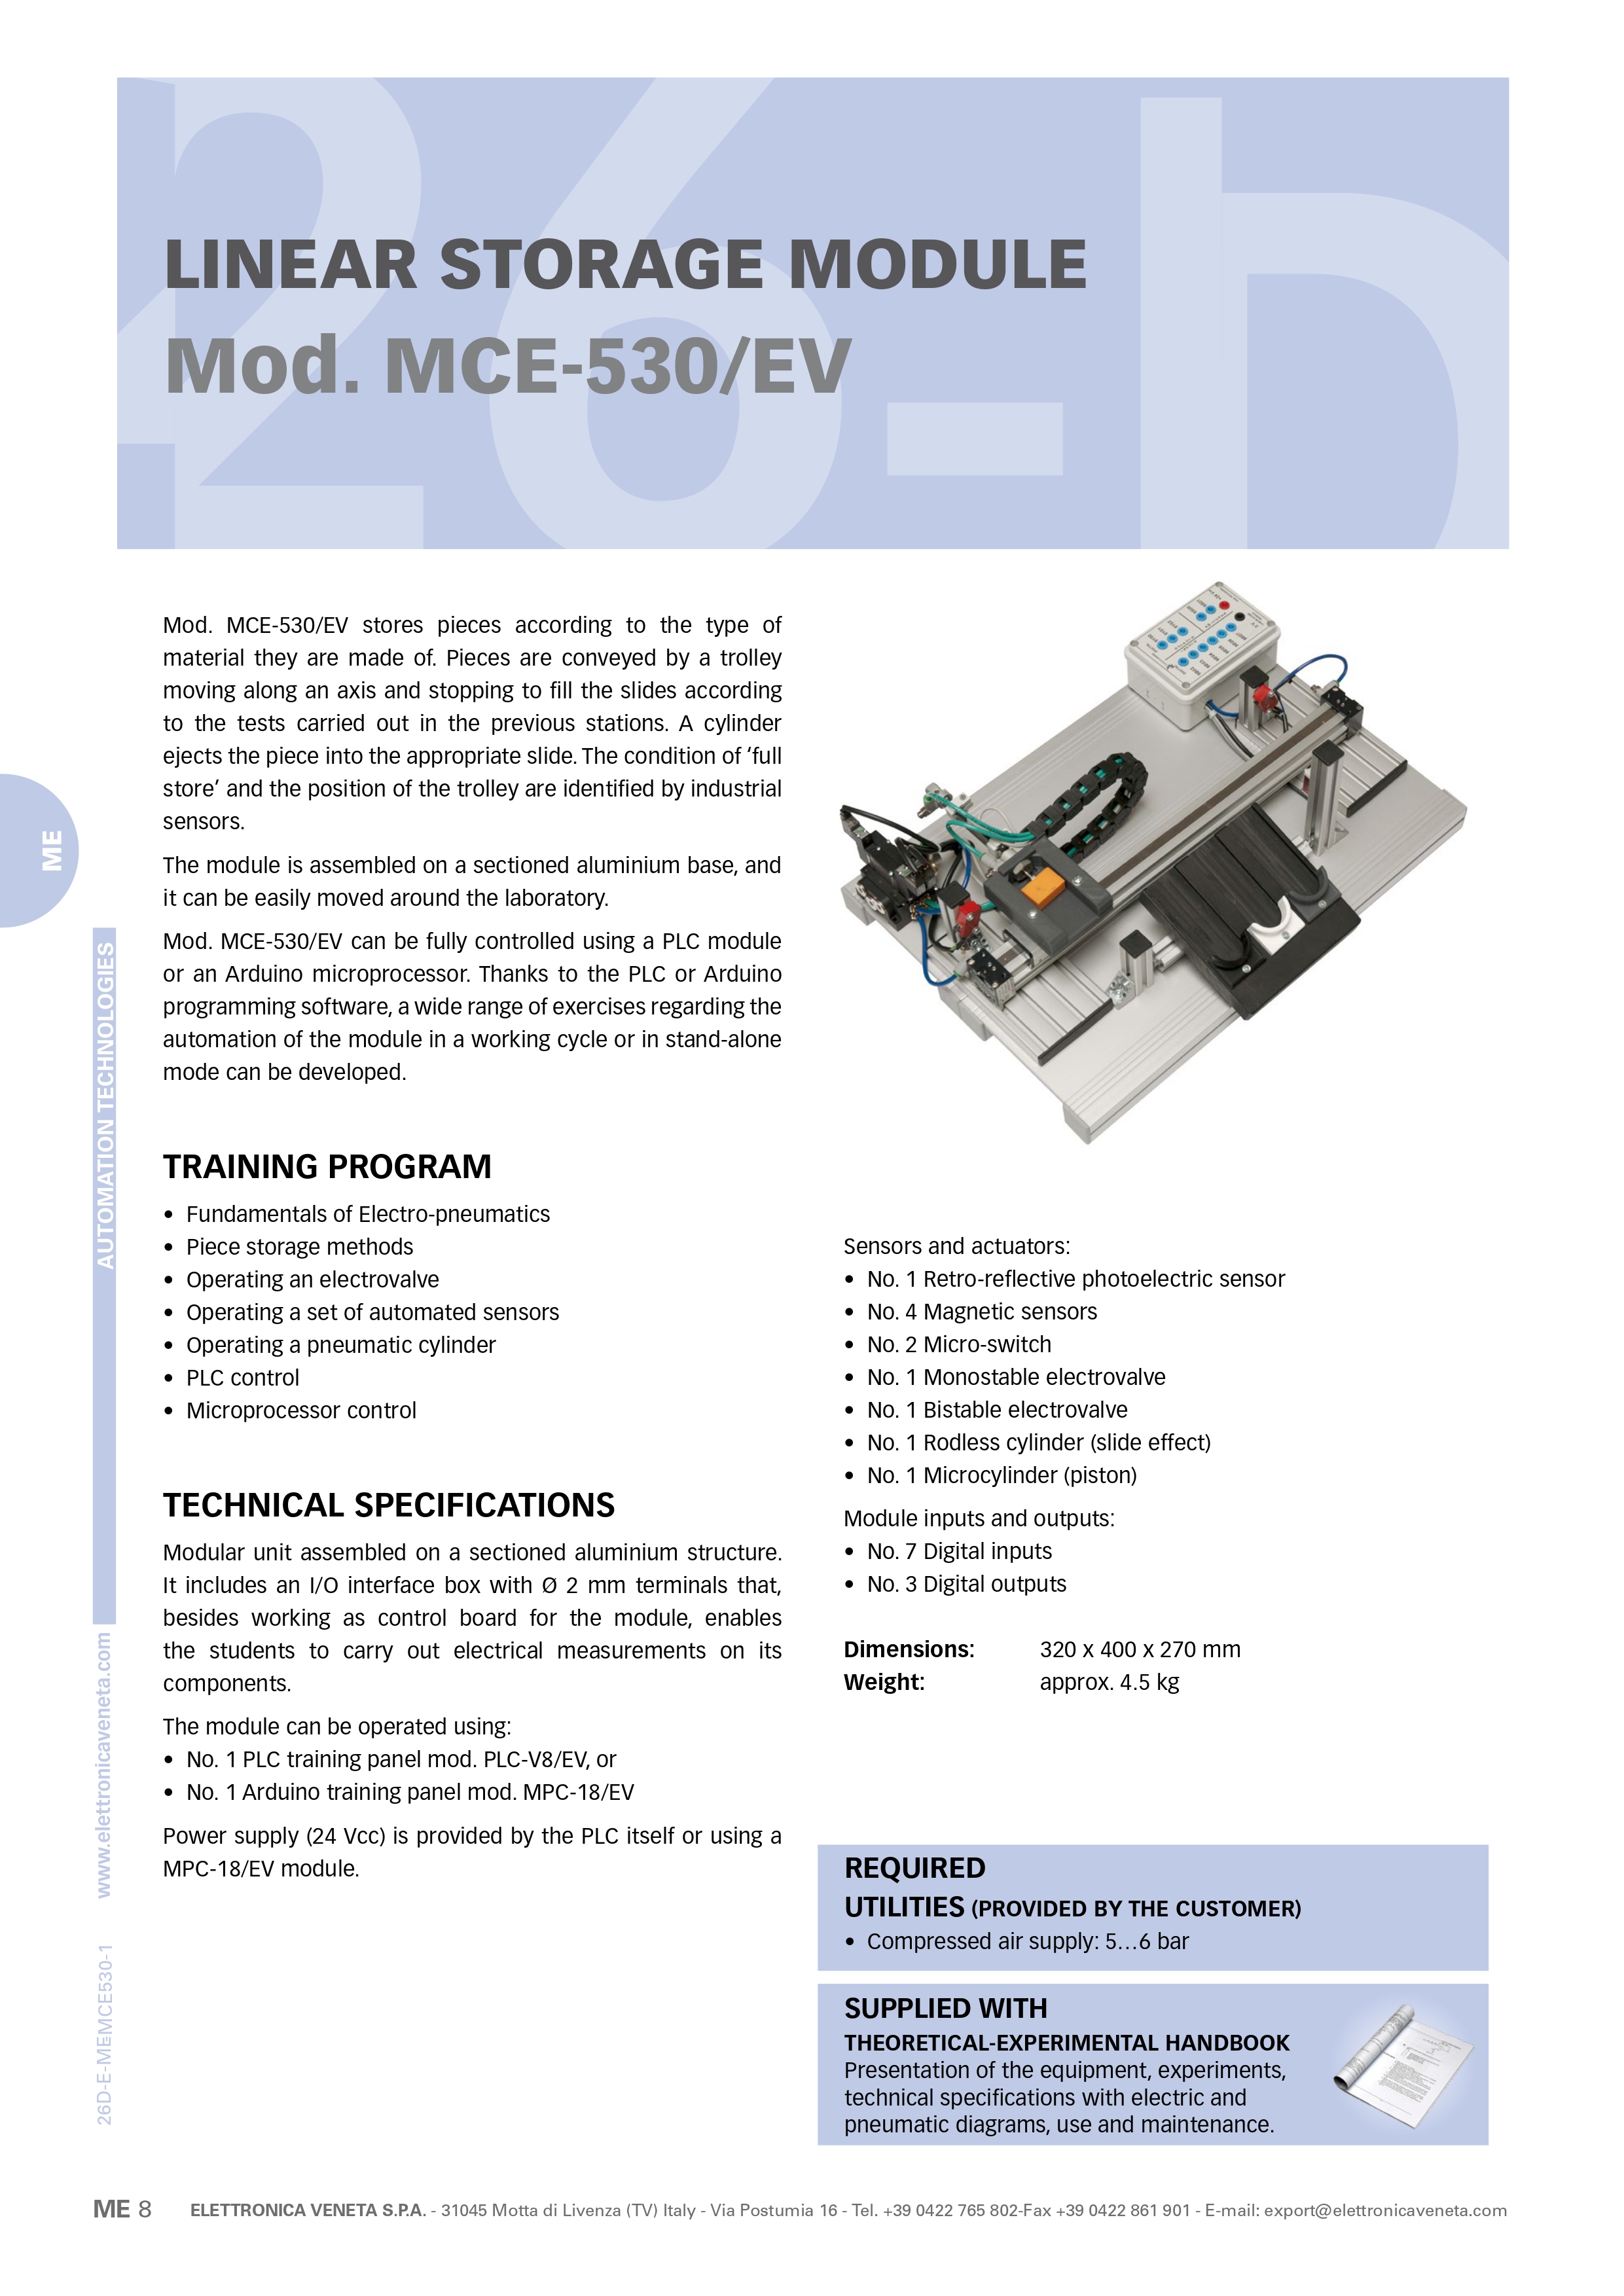 LINEAR STORAGE MODULE
Mod. MCE-530/EV
Mod. MCE-530/EV stores pieces according to the type of
material they are made of. Pieces are conveyed by a trolley
moving along an axis and stopping to fill the slides according
to the tests carried out in the previous stations. A cylinder
ejects the piece into the appropriate slide. The condition of ‘full
store’ and the position of the trolley are identified by industrial
sensors.
The module is assembled on a sectioned aluminium base, and
it can be easily moved around the laboratory.
Mod. MCE-530/EV can be fully controlled using a PLC module
or an Arduino microprocessor. Thanks to the PLC or Arduino
programming software, a wide range of exercises regarding the
automation of the module in a working cycle or in stand-alone
mode can be developed.
TRAINING PROGRAM
• Fundamentals of Electro-pneumatics
• Piece storage methods
• Operating an electrovalve
• Operating a set of automated sensors
• Operating a pneumatic cylinder
• PLC control
• Microprocessor control
TECHNICAL SPECIFICATIONS
Modular unit assembled on a sectioned aluminium structure.
It includes an I/O interface box with Ø 2 mm terminals that,
besides working as control board for the module, enables
the students to carry out electrical measurements on its
components.
The module can be operated using:
• No. 1 PLC training panel mod. PLC-V8/EV, or
• No. 1 Arduino training panel mod. MPC-18/EV
Power supply (24 Vcc) is provided by the PLC itself or using a
MPC-18/EV module.
Sensors and actuators:
• No. 1 Retro-reflective photoelectric sensor
• No. 4 Magnetic sensors
• No. 2 Micro-switch
• No. 1 Monostable electrovalve
• No. 1 Bistable electrovalve
• No. 1 Rodless cylinder (slide effect)
• No. 1 Microcylinder (piston)
Module inputs and outputs:
• No. 7 Digital inputs
• No. 3 Digital outputs
Dimensions: 320 x 400 x 270 mm
Weight: approx. 4.5 kg
REQUIRED
UTILITIES (PROVIDED BY THE CUSTOMER)
• Compressed air supply: 5…6 bar
SUPPLIED WITH
THEORETICAL-EXPERIMENTAL HANDBOOK
Presentation of the equipment, experiments,
technical specifications with electric and
pneumatic diagrams, use and maintenance.
ME
AUTOMATION TECHNOLOGIES
www.elettronicaveneta.com
26D-E-MEMCE530-1
ME 8 ELETTRONICA VENETA S.P.A. - 31045 Motta di Livenza (TV) Italy - Via Postumia 16 - Tel. +39 0422 765 802-Fax +39 0422 861 901 - E-mail: export@elettronicaveneta.com